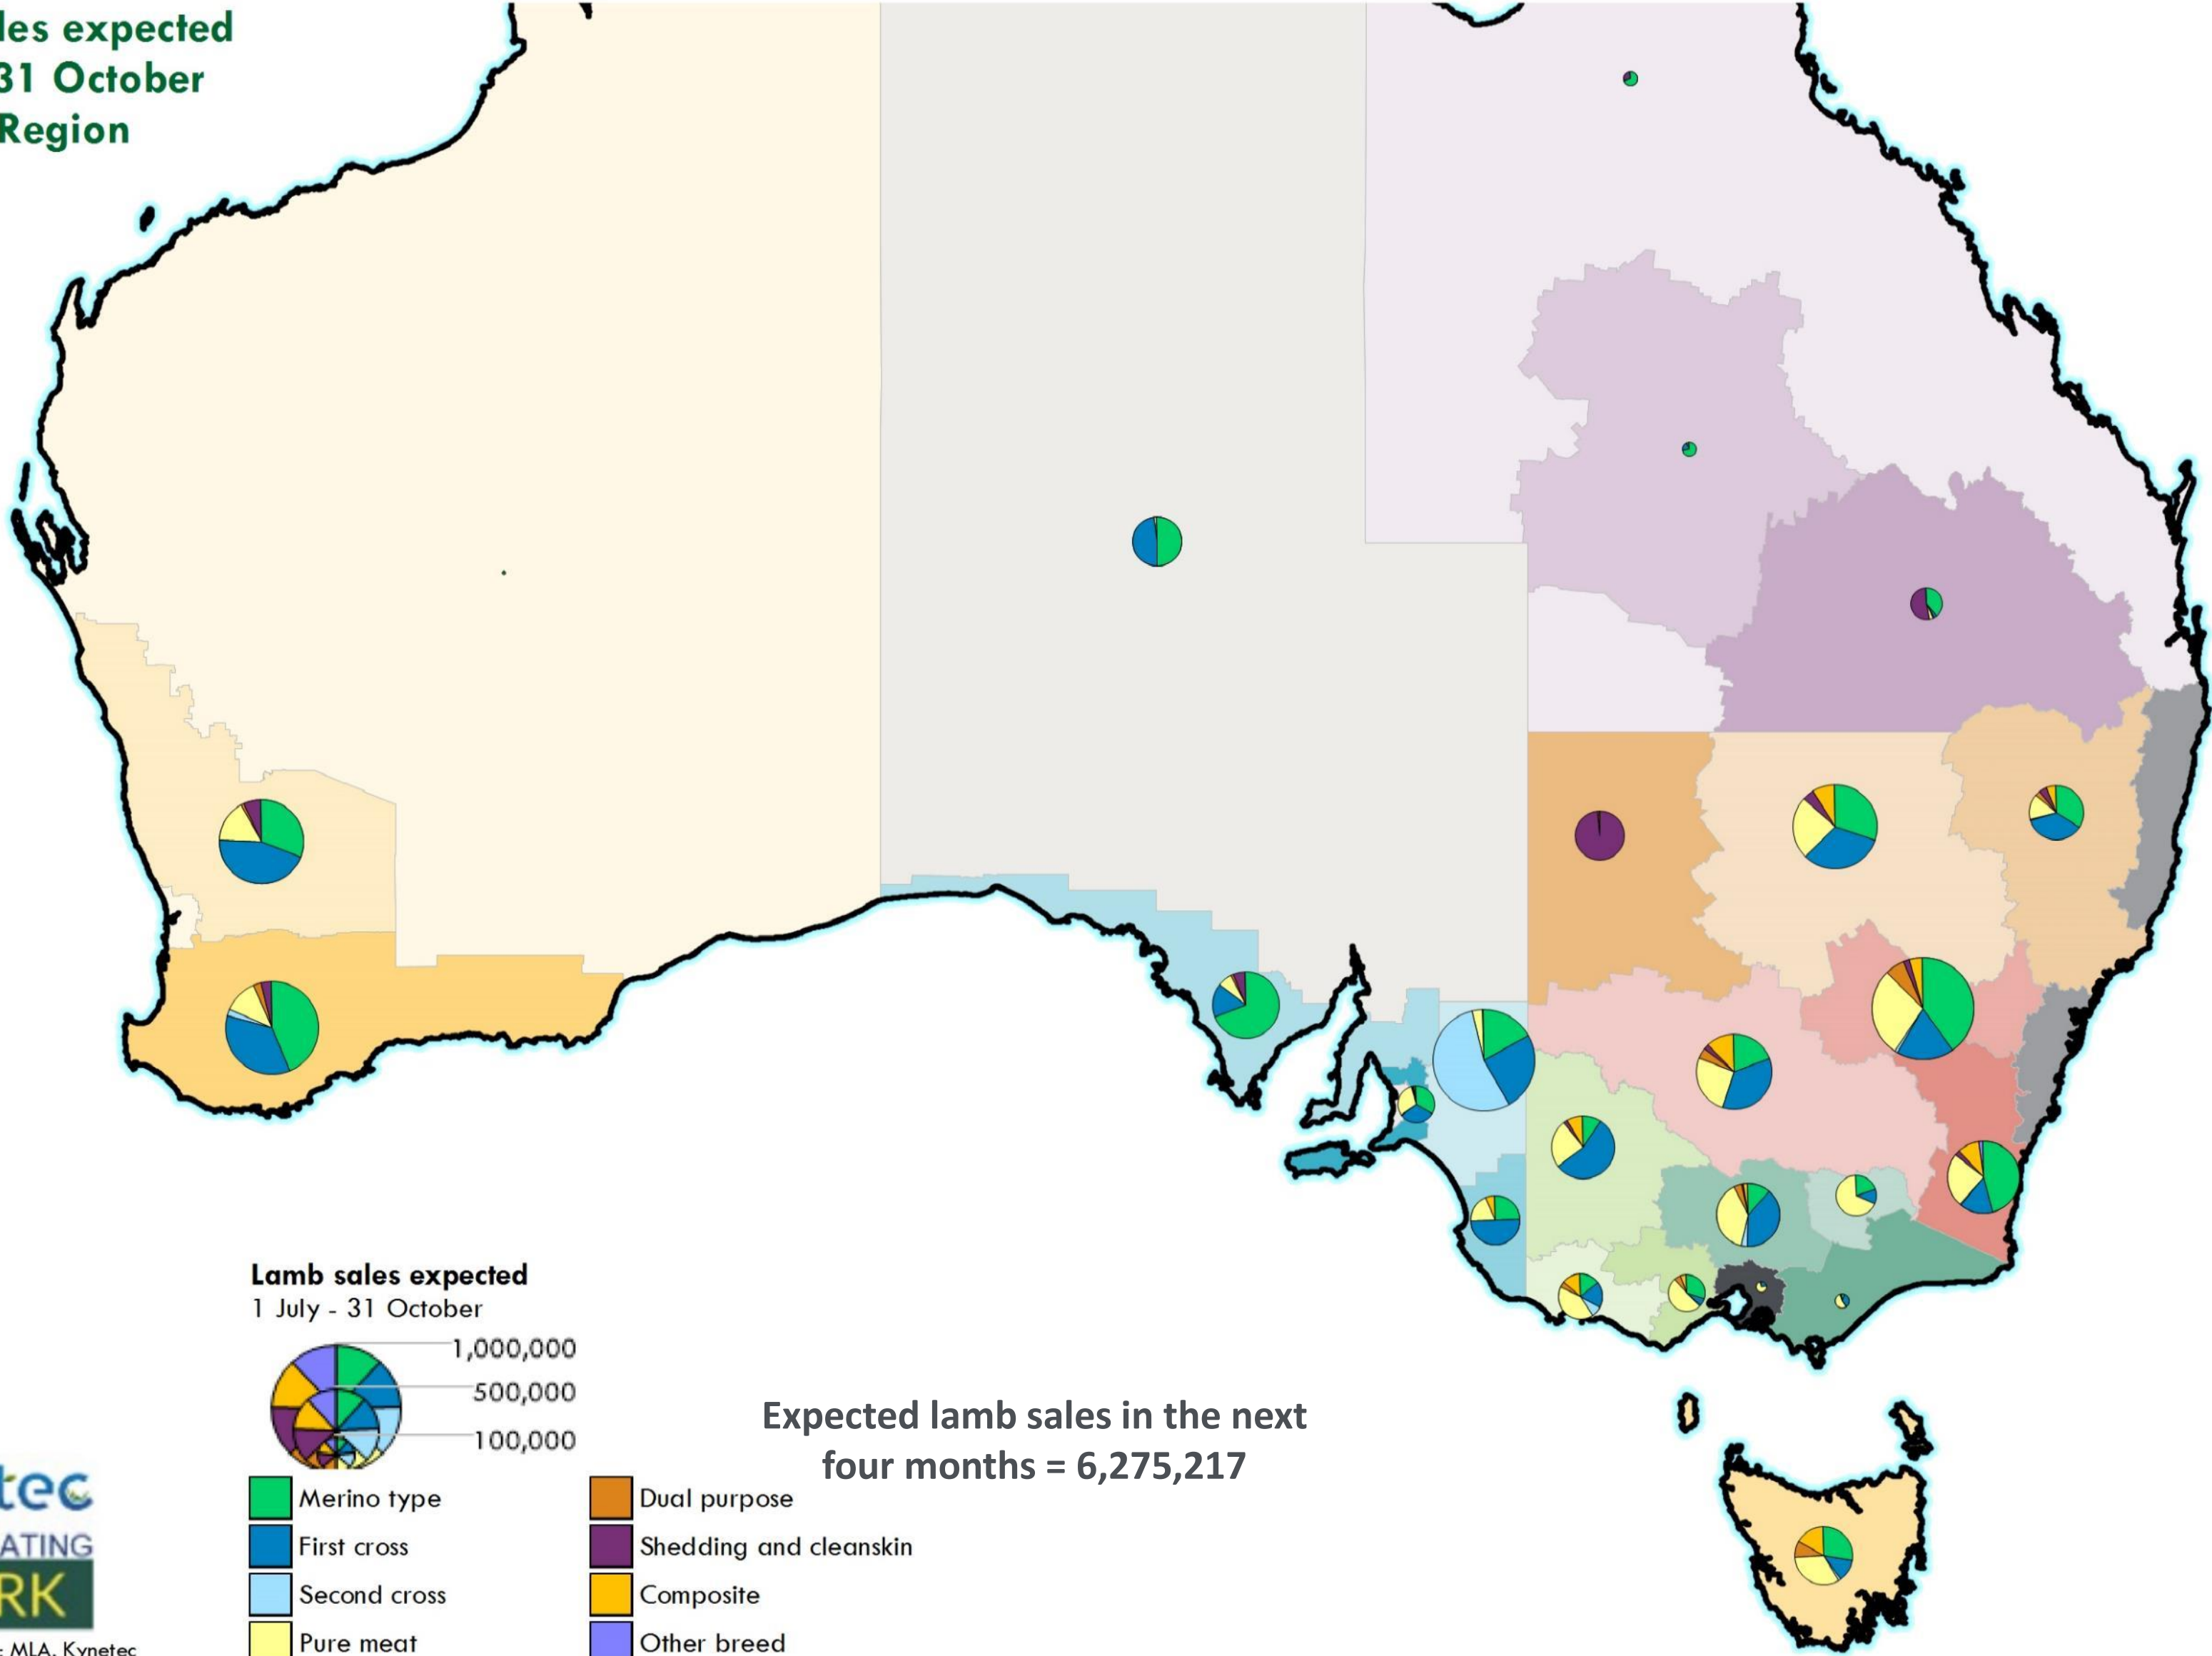 les expected
31 October
Region
Lamb sales expected
1 July - 31 October
1,000,000
500,000
100,000
Expected lamb sales in the next
four months = 6,275,217
Merino type
First cross
Second cross
Pure meat
Dual purpose
Shedding and cleanskin
Composite
Other breed
tec
ATING
RK
: MLA, Kynetec